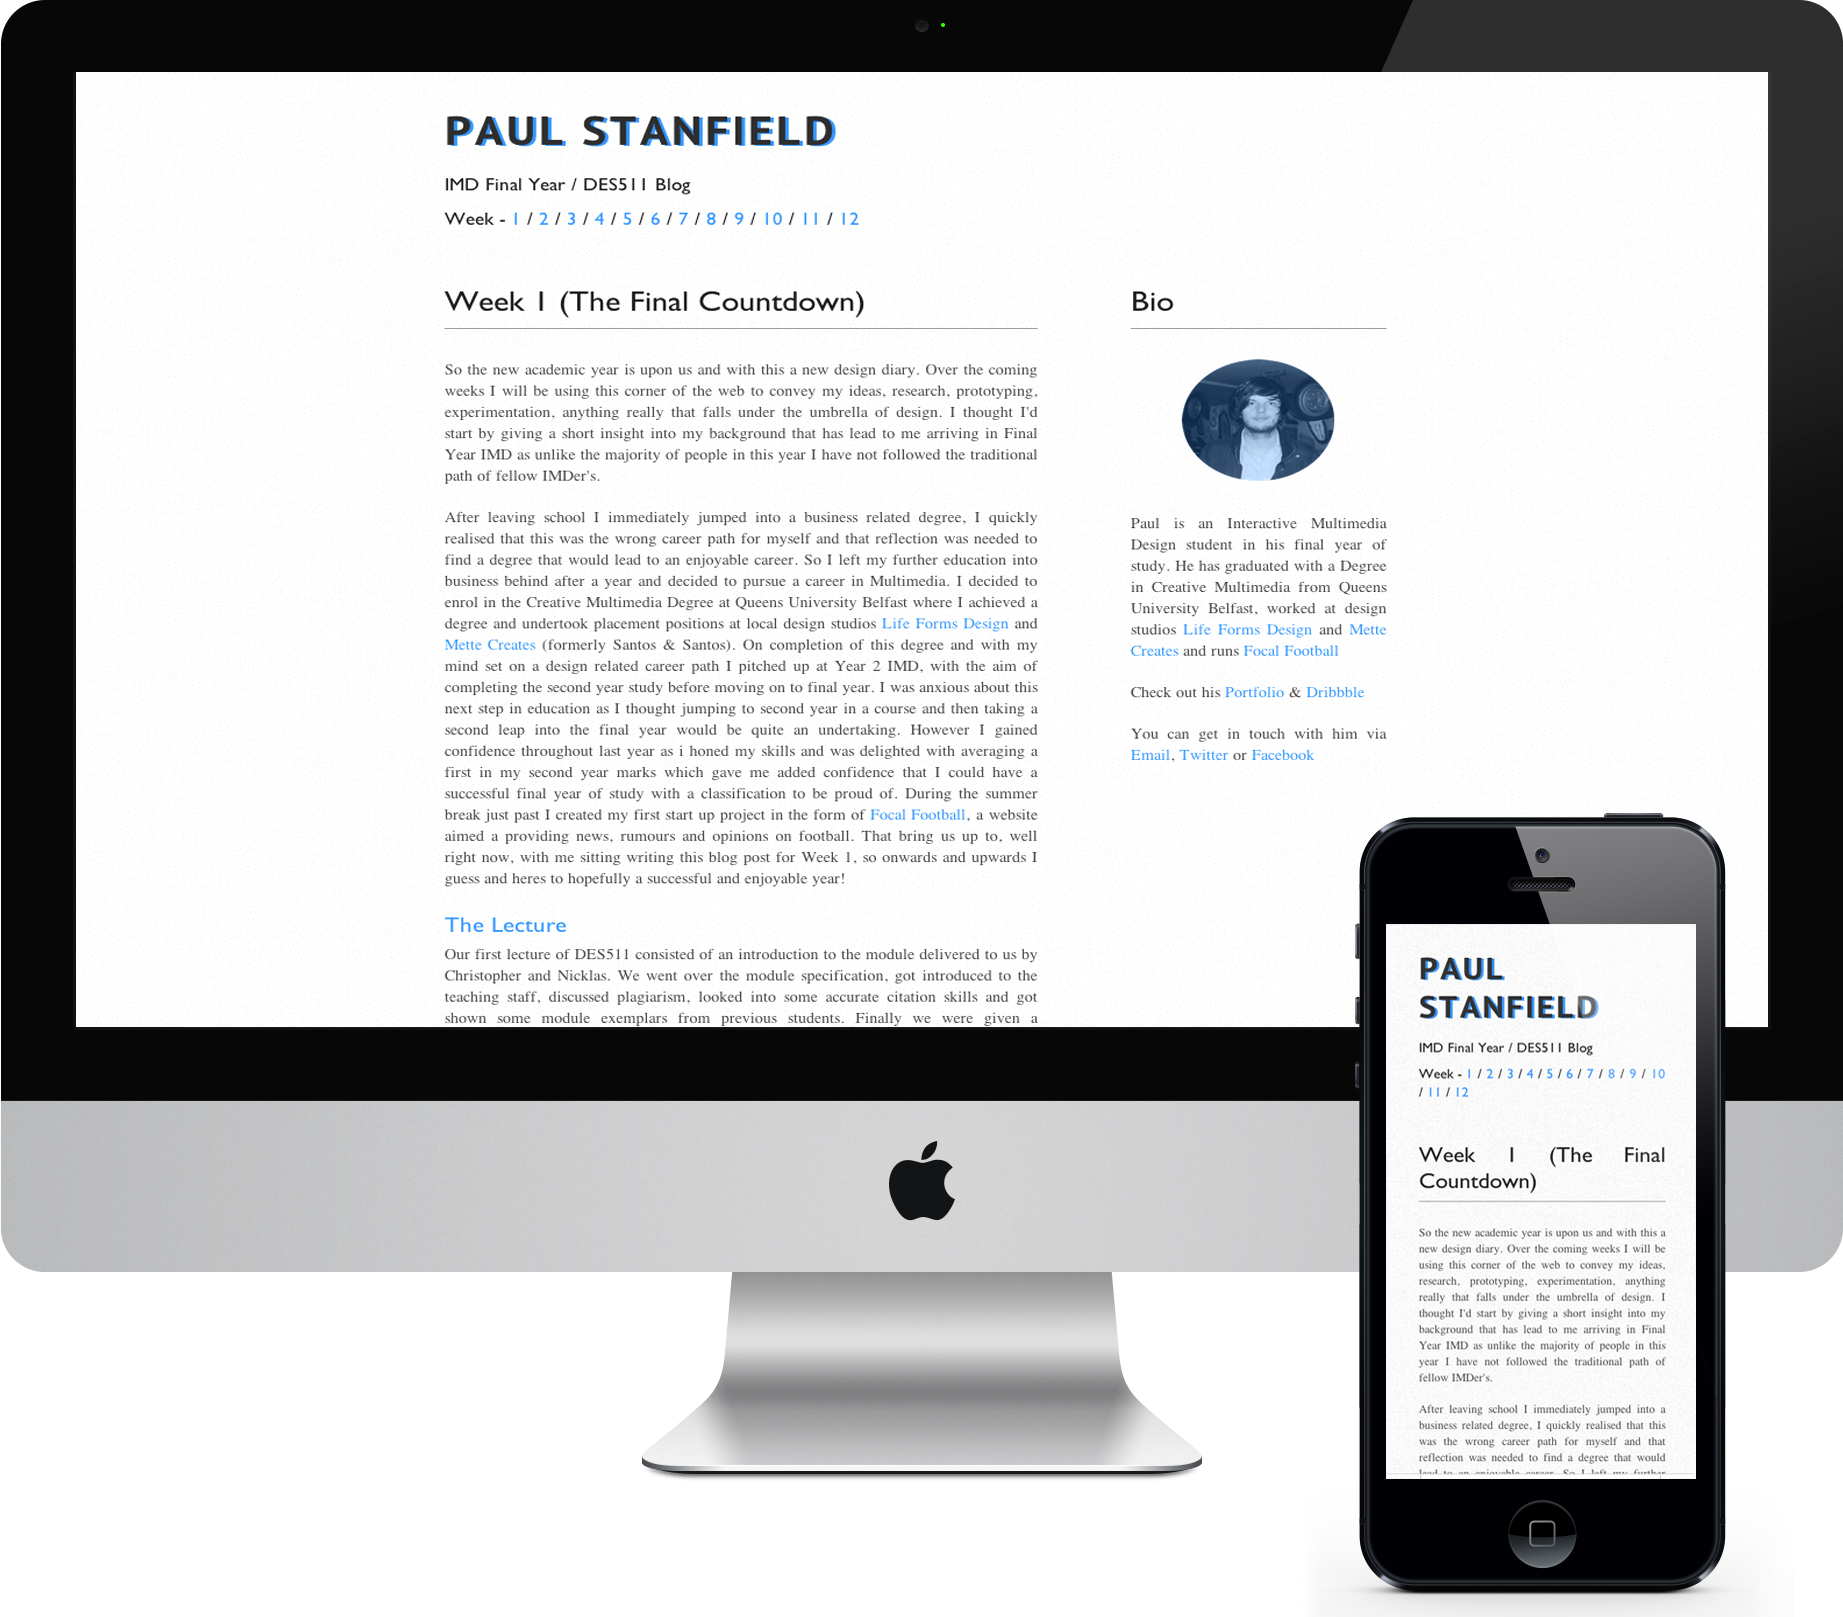 PAUL STANFIELD
IMD Final Year / DES511 Blog
Week - 1 / 2 / 3 / 4 / 5 / 6 / 7 / 8 / 9 / 10 / 11 / 12
Week 1 (The Final Countdown)
So the new academic year is upon us and with this a new design diary. Over the coming
weeks I will be using this corner of the web to convey my ideas, research, prototyping,
experimentation, anything really that falls under the umbrella of design. I thought I'd
start by giving a short insight into my background that has lead to me arriving in Final
Year IMD as unlike the majority of people in this year I have not followed the traditional
path of fellow IMDer's.
After leaving school I immediately jumped into a business related degree, I quickly
realised that this was the wrong career path for myself and that reflection was needed to
find a degree that would lead to an enjoyable career. So I left my further education into
business behind after a year and decided to pursue a career in Multimedia. I decided to
enrol in the Creative Multimedia Degree at Queens University Belfast where I achieved a
degree and undertook placement positions at local design studios Life Forms Design and
Mette Creates (formerly Santos & Santos). On completion of this degree and with my
mind set on a design related career path I pitched up at Year 2 IMD, with the aim of
completing the second year study before moving on to final year. I was anxious about this
next step in education as I thought jumping to second year in a course and then taking a
second leap into the final year would be quite an undertaking. However I gained
confidence throughout last year as i honed my skills and was delighted with averaging a
first in my second year marks which gave me added confidence that I could have a
successful final year of study with a classification to be proud of. During the summer
break just past I created my first start up project in the form of Focal Football, a website
aimed a providing news, rumours and opinions on football. That bring us up to, well
right now, with me sitting writing this blog post for Week 1, so onwards and upwards I
guess and heres to hopefully a successful and enjoyable year!
The Lecture
Our first lecture of DES511 consisted of an introduction to the module delivered to us by
Christopher and Nicklas. We went over the module specification, got introduced to the
teaching staff, discussed plagiarism, looked into some accurate citation skills and got
shown some module exemplars from previous students. Finally we were given a
Bio
Paul is an Interactive Multimedia
Design student in his final year of
study. He has graduated with a Degree
in Creative Multimedia from Queens
University Belfast, worked at design
studios Life Forms Design and Mette
Creates and runs Focal Football
Check out his Portfolio & Dribbble
You can get in touch with him via
Email, Twitter or Facebook
PAUL
STANFIELD
IMD Final Year / DES511 Blog
Week - 1 / 2 / 3 / 4 / 5 / 6 / 7 / 8 / 9 / 10
/ 11 / 12
Week 1 (The Final
Countdown)
So the new academic year is upon us and with this a
new design diary. Over the coming weeks I will be
using this corner of the web to convey my ideas,
research, prototyping, experimentation, anything
really that falls under the umbrella of design. I
thought I'd start by giving a short insight into my
background that has lead to me arriving in Final
Year IMD as unlike the majority of people in this
year I have not followed the traditional path of
fellow IMDer's.
After leaving school I immediately jumped into a
business related degree, I quickly realised that this
was the wrong career path for myself and that
reflection was needed to find a degree that would
lead to an enjoyable career. So I left my further